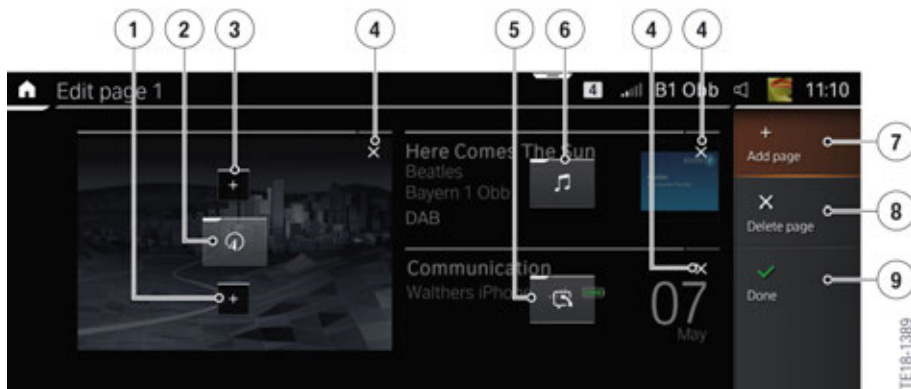 1 2 3 4 5 6 4 4
Edit page 1 4 B1 Obb 11:10
+
Add page
7
Here Comes The Sun
Beatles
Bayern 1 Obb
DAB
+
×
Delete page
8
Communication
Walthers iPhone
+
07
May
Done
9
TE18-1389